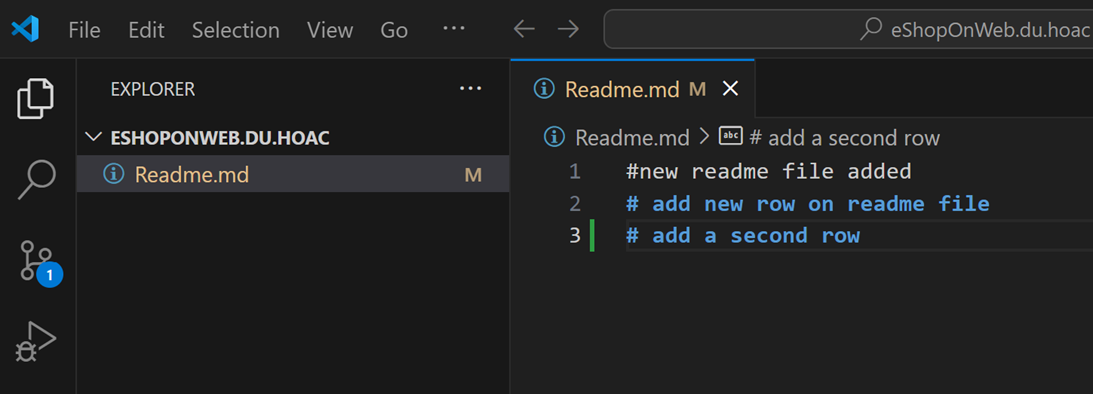 File Edit Selection View Go ··· eShopOnWeb.du.hoac
EXPLORER ···
Readme.md M
ESHOPONWEB.DU.HOAC
Readme.md M
1
Readme.md > abc # add a second row
1 #new readme file added
2 # add new row on readme file
3 # add a second row